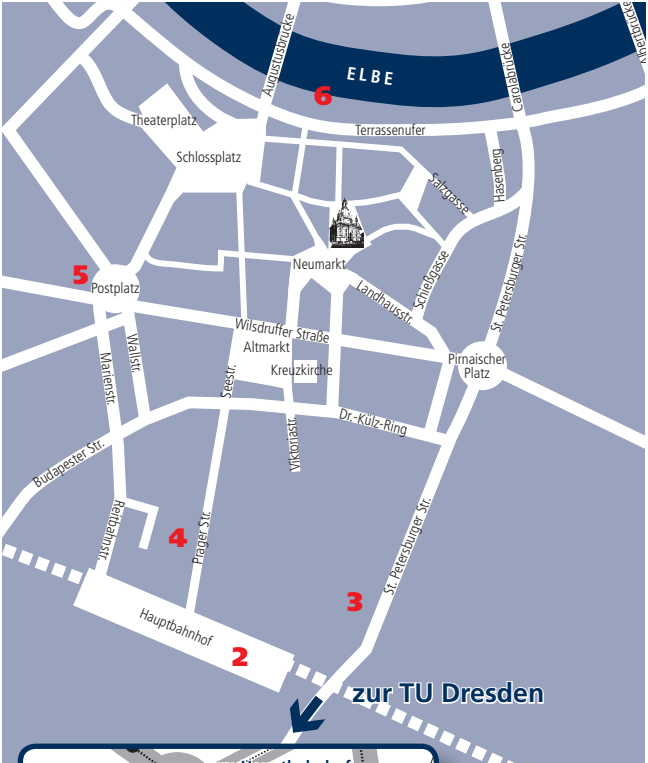 Augustusbrücke
Carolabrücke
Albertbrücke
ELBE
6
Terrassenufer
Theaterplatz
Schlossplatz
Hasenberg
Salzgasse
St. Petersburger Str.
Neumarkt
Schießgasse
5
Postplatz
Landhausstr.
Wilsdruffer Straße
Altmarkt
Kreuzkirche
Pirnaischer
Platz
Wallstr.
Marienstr.
Seestr.
Viktoriastr.
Dr.-Külz-Ring
Budapester Str.
Reitbahnstr.
4
Prager Str.
St. Petersburger Str.
3
Hauptbahnhof
2
zur TU Dresden